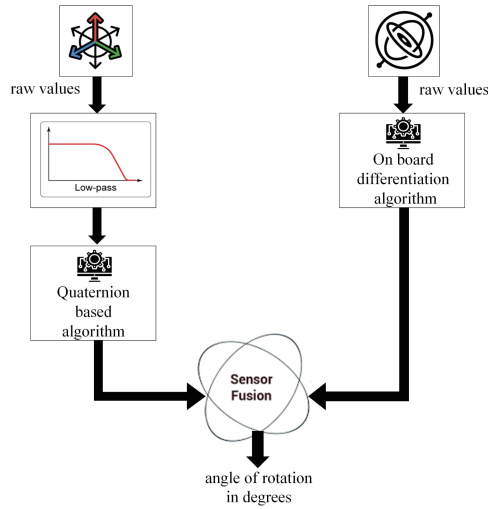 raw values
raw values
Low-pass
On board
differentiation
algorithm
Quaternion
based
algorithm
Sensor
Fusion
angle of rotation
in degrees